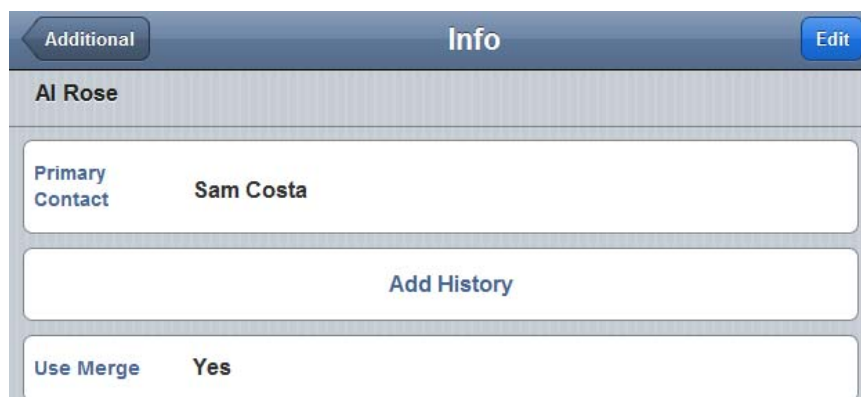 Additional Info Edit
Al Rose
Primary
Contact Sam Costa
Add History
Use Merge Yes